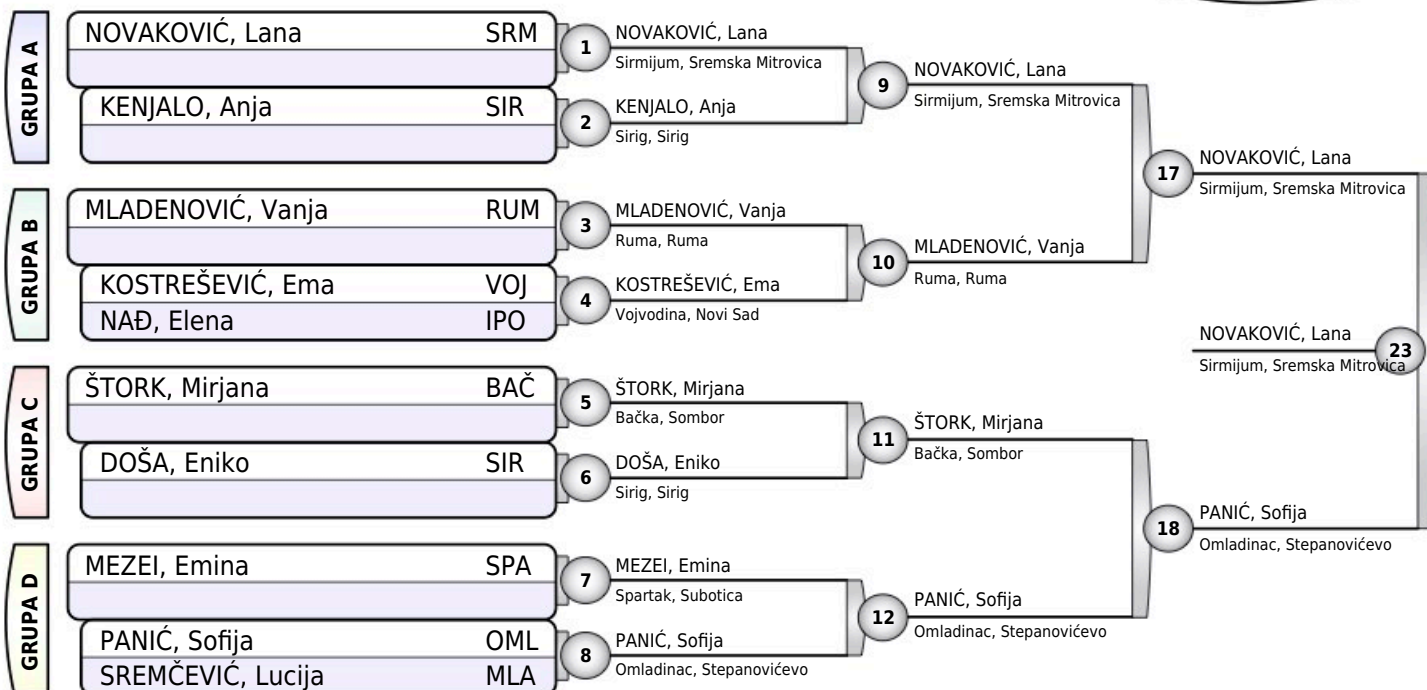 GRUPA A
NOVAKOVIĆ, Lana SRM
KENJALO, Anja SIR
GRUPA B
MLADENOVIĆ, Vanja RUM
KOSTREŠEVIĆ, Ema VOJ
NAĐ, Elena IPO
GRUPA C
ŠTORK, Mirjana BAČ
DOŠA, Eniko SIR
GRUPA D
MEZEI, Emina SPA
PANIĆ, Sofija OML
SREMČEVIĆ, Lucija MLA
1
NOVAKOVIĆ, Lana
Sirmijum, Sremska Mitrovica
2
KENJALO, Anja
Sirig, Sirig
3
MLADENOVIĆ, Vanja
Ruma, Ruma
4
KOSTREŠEVIĆ, Ema
Vojvodina, Novi Sad
5
ŠTORK, Mirjana
Bačka, Sombor
6
DOŠA, Eniko
Sirig, Sirig
7
MEZEI, Emina
Spartak, Subotica
8
PANIĆ, Sofija
Omladinac, Stepanovićevo
9
NOVAKOVIĆ, Lana
Sirmijum, Sremska Mitrovica
10
MLADENOVIĆ, Vanja
Ruma, Ruma
11
ŠTORK, Mirjana
Bačka, Sombor
12
PANIĆ, Sofija
Omladinac, Stepanovićevo
17
NOVAKOVIĆ, Lana
Sirmijum, Sremska Mitrovica
18
PANIĆ, Sofija
Omladinac, Stepanovićevo
NOVAKOVIĆ, Lana
Sirmijum, Sremska Mitrovica
23